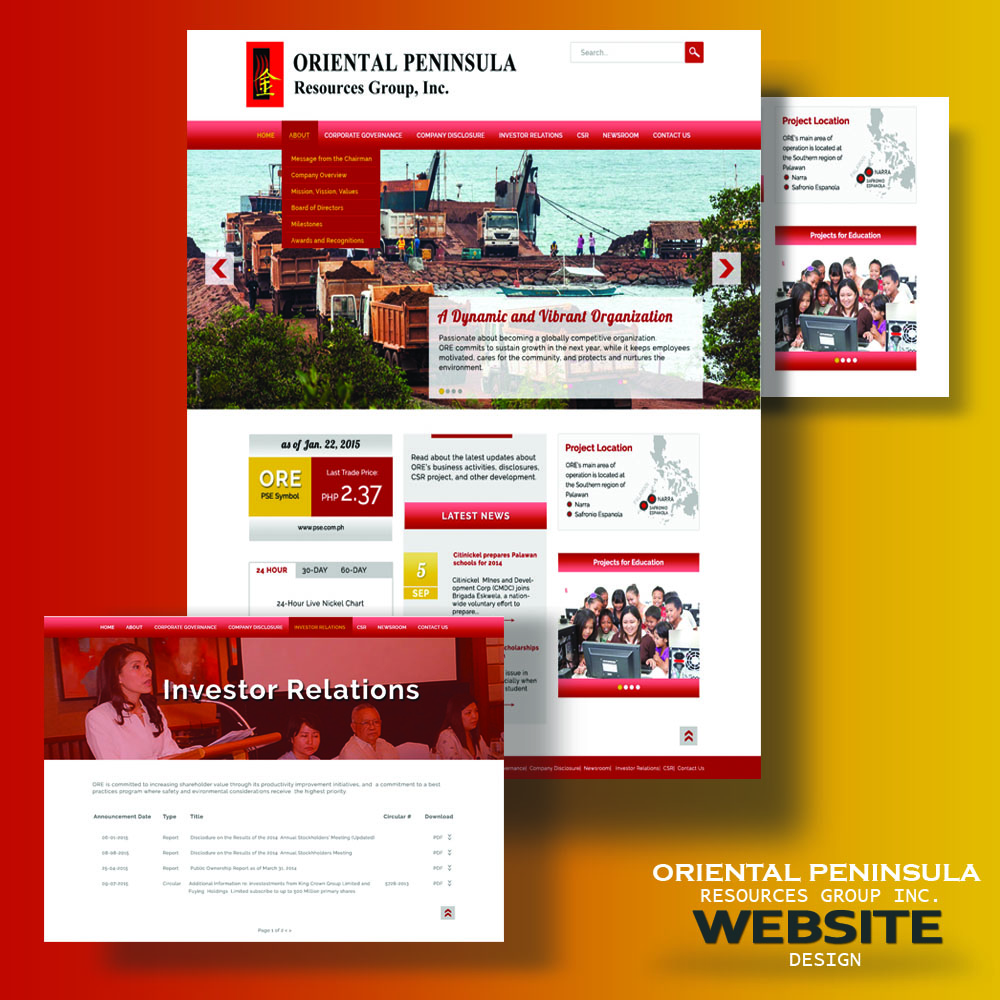 金
ORIENTAL PENINSULA
Resources Group, Inc.
Search..
HOME ABOUT CORPORATE GOVERNANCE COMPANY DISCLOSURE INVESTOR RELATIONS CSR NEWSROOM CONTACT US
Message from the Chairman
Company Overview
Mission, Vission, Values
Board of Directors
Milestones
Awards and Recognitions
A Dynamic and Vibrant Organization
Passionate about becoming a globally competitive organization
ORE commits to sustain growth in the next year, while it keeps employees
motivated, cares for the community, and protects and nurtures the
environment.
as of Jan. 22, 2015
ORE
PSE Symbol
Last Trade Price:
PHP 2.37
www.pse.com.ph
24 HOUR 30-DAY 60-DAY
24-Hour Live Nickel Chart
Read about the latest updates about
ORE's business activities, disclosures,
CSR project, and other development.
LATEST NEWS
5
SEP
Citinickel prepares Palawan
schools for 2014
Citinickel MInes and Devel-
opment Corp (CMDC) joins
Brigada Eskwela, a nation-
wide voluntary effort to
prepare...
cholarships
issue in
cially when
student
Project Location
ORE's main area of
operation is located at
the Southern region of
Palawan
Narra
Safronio Espanola
NARRA
SAFRONIO
ESPANOLA
Projects for Education
vernance| Company Disclosure| Newsroom| Investor Relations| CSR| Contact Us
Project Location
ORE's main area of
operation is located at
the Southern region of
Palawan
Narra
Safronio Espanola
NARRA
SAFRONIO
ESPANOLA
Projects for Education
HOME ABOUT CORPORATE GOVERNANCE COMPANY DISCLOSURE INVESTOR RELATIONS CSR NEWSROOM CONTACT US
Investor Relations
ORE is committed to increasing shareholder value through its productivity improvement initiatives, and a commitment to a best
practices program where safety and evironmental considerations receive the highest priority
Announcement Date Type Title Circular # Download
06-01-2015 Report Disclosure on the Results of the 2014 Annual Stockholders' Meeting (Updated) PDF
08-08-2015 Report Disclosure on the Results of the 2014 Annual Stockholders Meeting PDF
25-04-2015 Report Public Ownership Report as of March 31, 2014 PDF
09-07-2015 Circular Additional information re: Investestments from King Crown Group Limited and PDF
Fuying Holdings Limited subscribe to up to 500 Million primary shares
Page 1 of 2 > »
ORIENTAL PENINSULA
RESOURCES GROUP INC.
WEBSITE
DESIGN